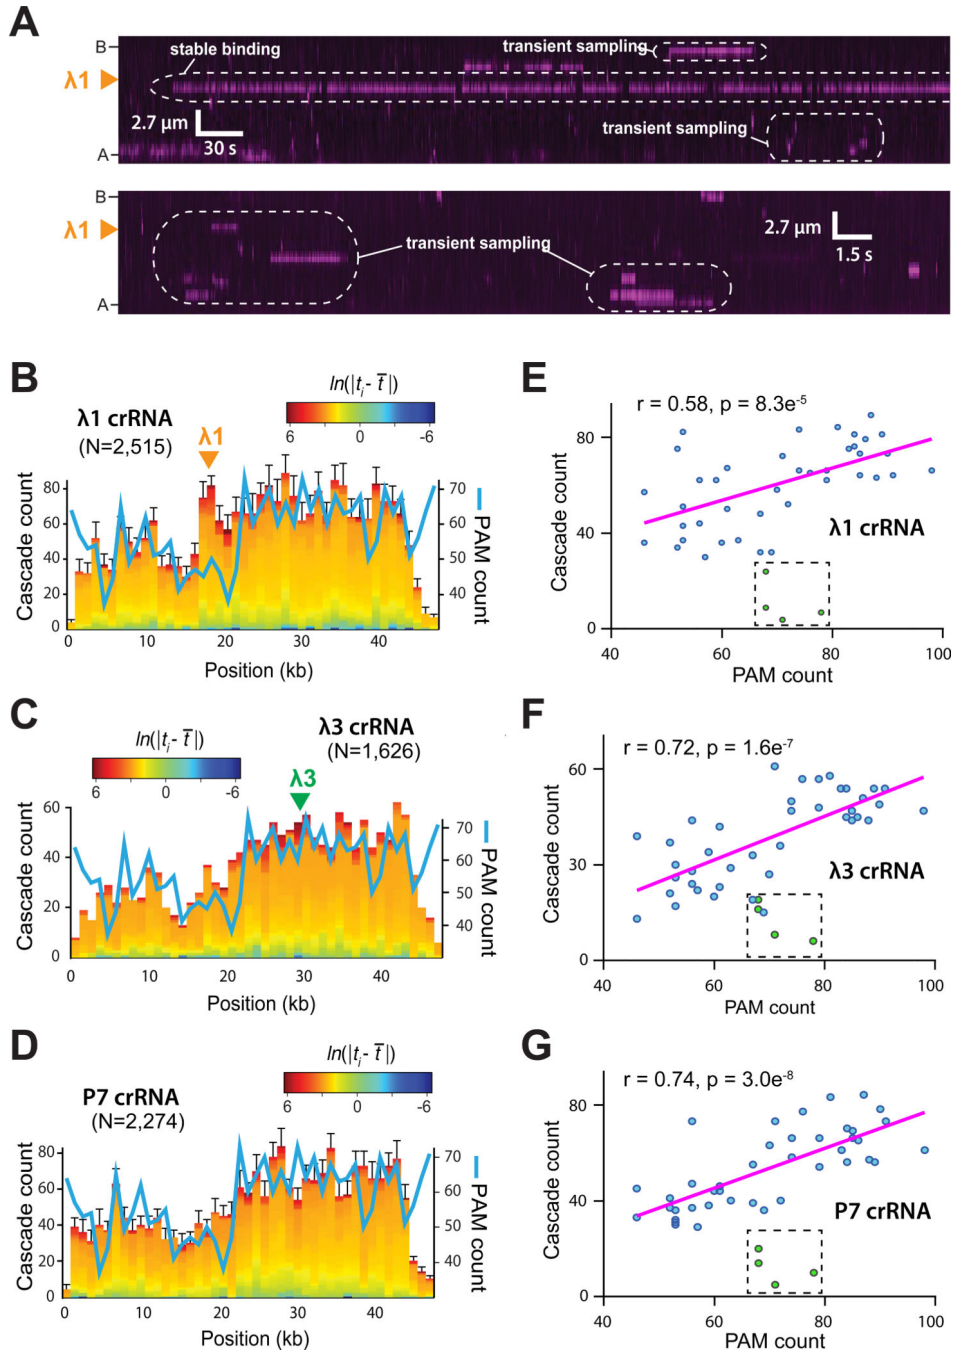 A
B
stable binding
transient sampling
λ1
2.7 µm
30 s
transient sampling
A
B
λ1
transient sampling
2.7 µm
1.5 s
A
B
λ1 crRNA
(N=2,515)
ln(|tᵢ- t̅|)
6 0 -6
λ1
Cascade count
80
60
40
20
0
70
60
50
40
PAM count
0 10 20 30 40
Position (kb)
E
r = 0.58, p = 8.3e⁻⁵
Cascade count
80
40
0
λ1 crRNA
40 60 80 100
PAM count
C
ln(|tᵢ- t̅|)
6 0 -6
λ3 crRNA
(N=1,626)
λ3
Cascade count
60
40
20
0
70
60
50
40
PAM count
0 10 20 30 40
Position (kb)
F
r = 0.72, p = 1.6e⁻⁷
Cascade count
60
30
0
λ3 crRNA
40 60 80 100
PAM count
D
P7 crRNA
(N=2,274)
ln(|tᵢ- t̅|)
6 0 -6
Cascade count
80
60
40
20
0
70
60
50
40
PAM count
0 10 20 30 40
Position (kb)
G
r = 0.74, p = 3.0e⁻⁸
Cascade count
80
40
0
P7 crRNA
40 60 80 100
PAM count